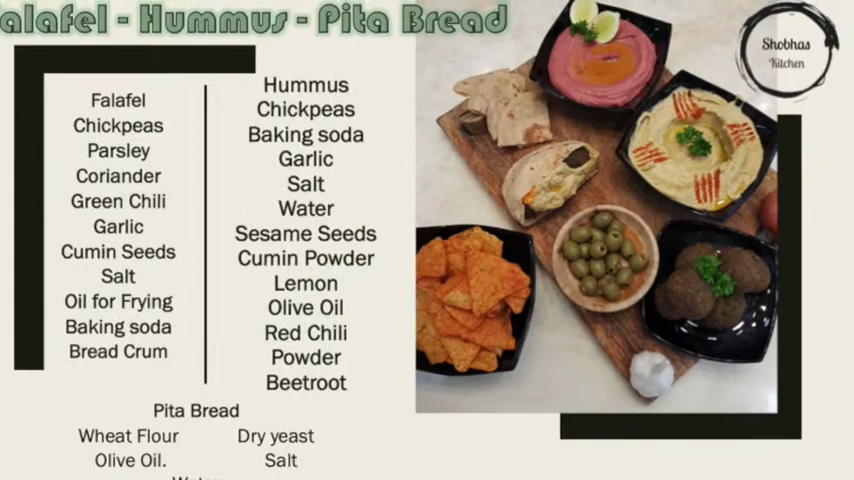 alafel - Hummus - Pita Bread
Shobhas
Kitchen
Falafel
Chickpeas
Parsley
Coriander
Green Chili
Garlic
Cumin Seeds
Salt
Oil for Frying
Baking soda
Bread Crum
Hummus
Chickpeas
Baking soda
Garlic
Salt
Water
Sesame Seeds
Cumin Powder
Lemon
Olive Oil
Red Chili
Powder
Beetroot
Pita Bread
Wheat Flour
Olive Oil.
Dry yeast
Salt
Water